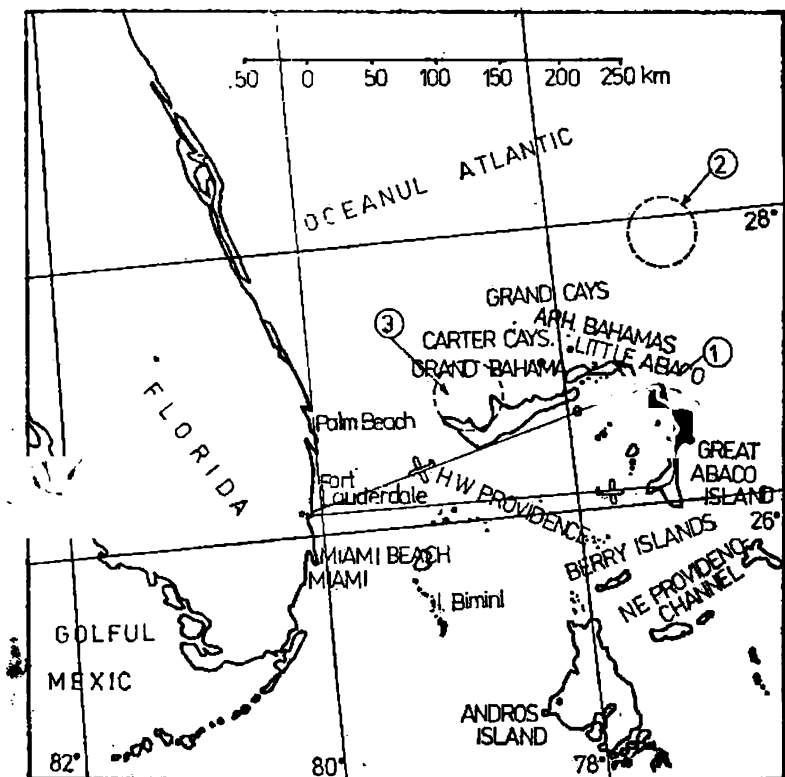 50 0 50 100 150 200 250 km
OCEANUL ATLANTIC
2
28°
GRAND CAYS
ARH. BAHAMAS
3
CARTER CAYS.
LITTLE ABACO
1
GRAND BAHAMA
Palm Beach
FLORIDA
Fort
Lauderdale
HW PROVIDENCE
GREAT
ABACO
ISLAND
26°
MIAMI BEACH
MIAMI
BERRY ISLANDS
I. Bimini
NE PROVIDENC
CHANNEL
GOLFUL
MEXIC
ANDROS
ISLAND
82°
80°
78°